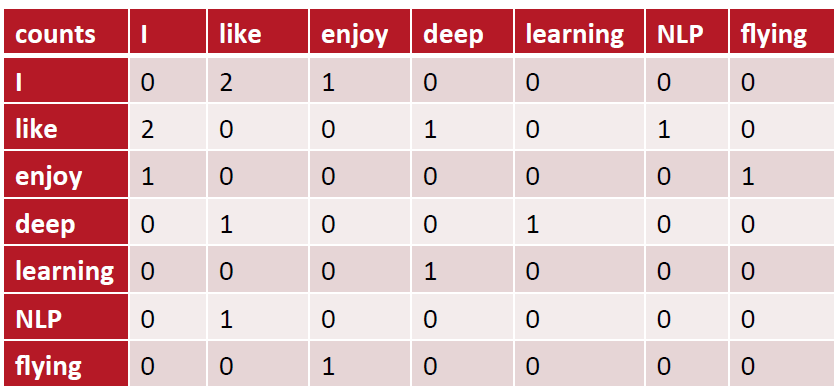 counts I like enjoy deep learning NLP flying
I 0 2 1 0 0 0 0
like 2 0 0 1 0 1 0
enjoy 1 0 0 0 0 0 1
deep 0 1 0 0 1 0 0
learning 0 0 0 1 0 0 0
NLP 0 1 0 0 0 0 0
flying 0 0 1 0 0 0 0